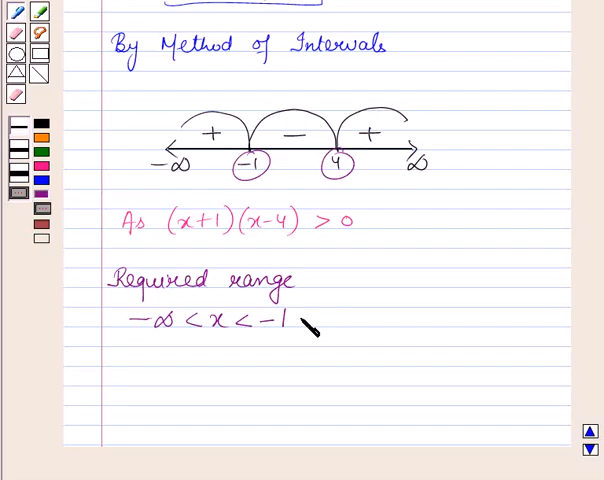 By Method of Intervals
+ − +
−∞ −1 4 ∞
As (x+1)(x-4) > 0
Required range
−∞ < x < −1